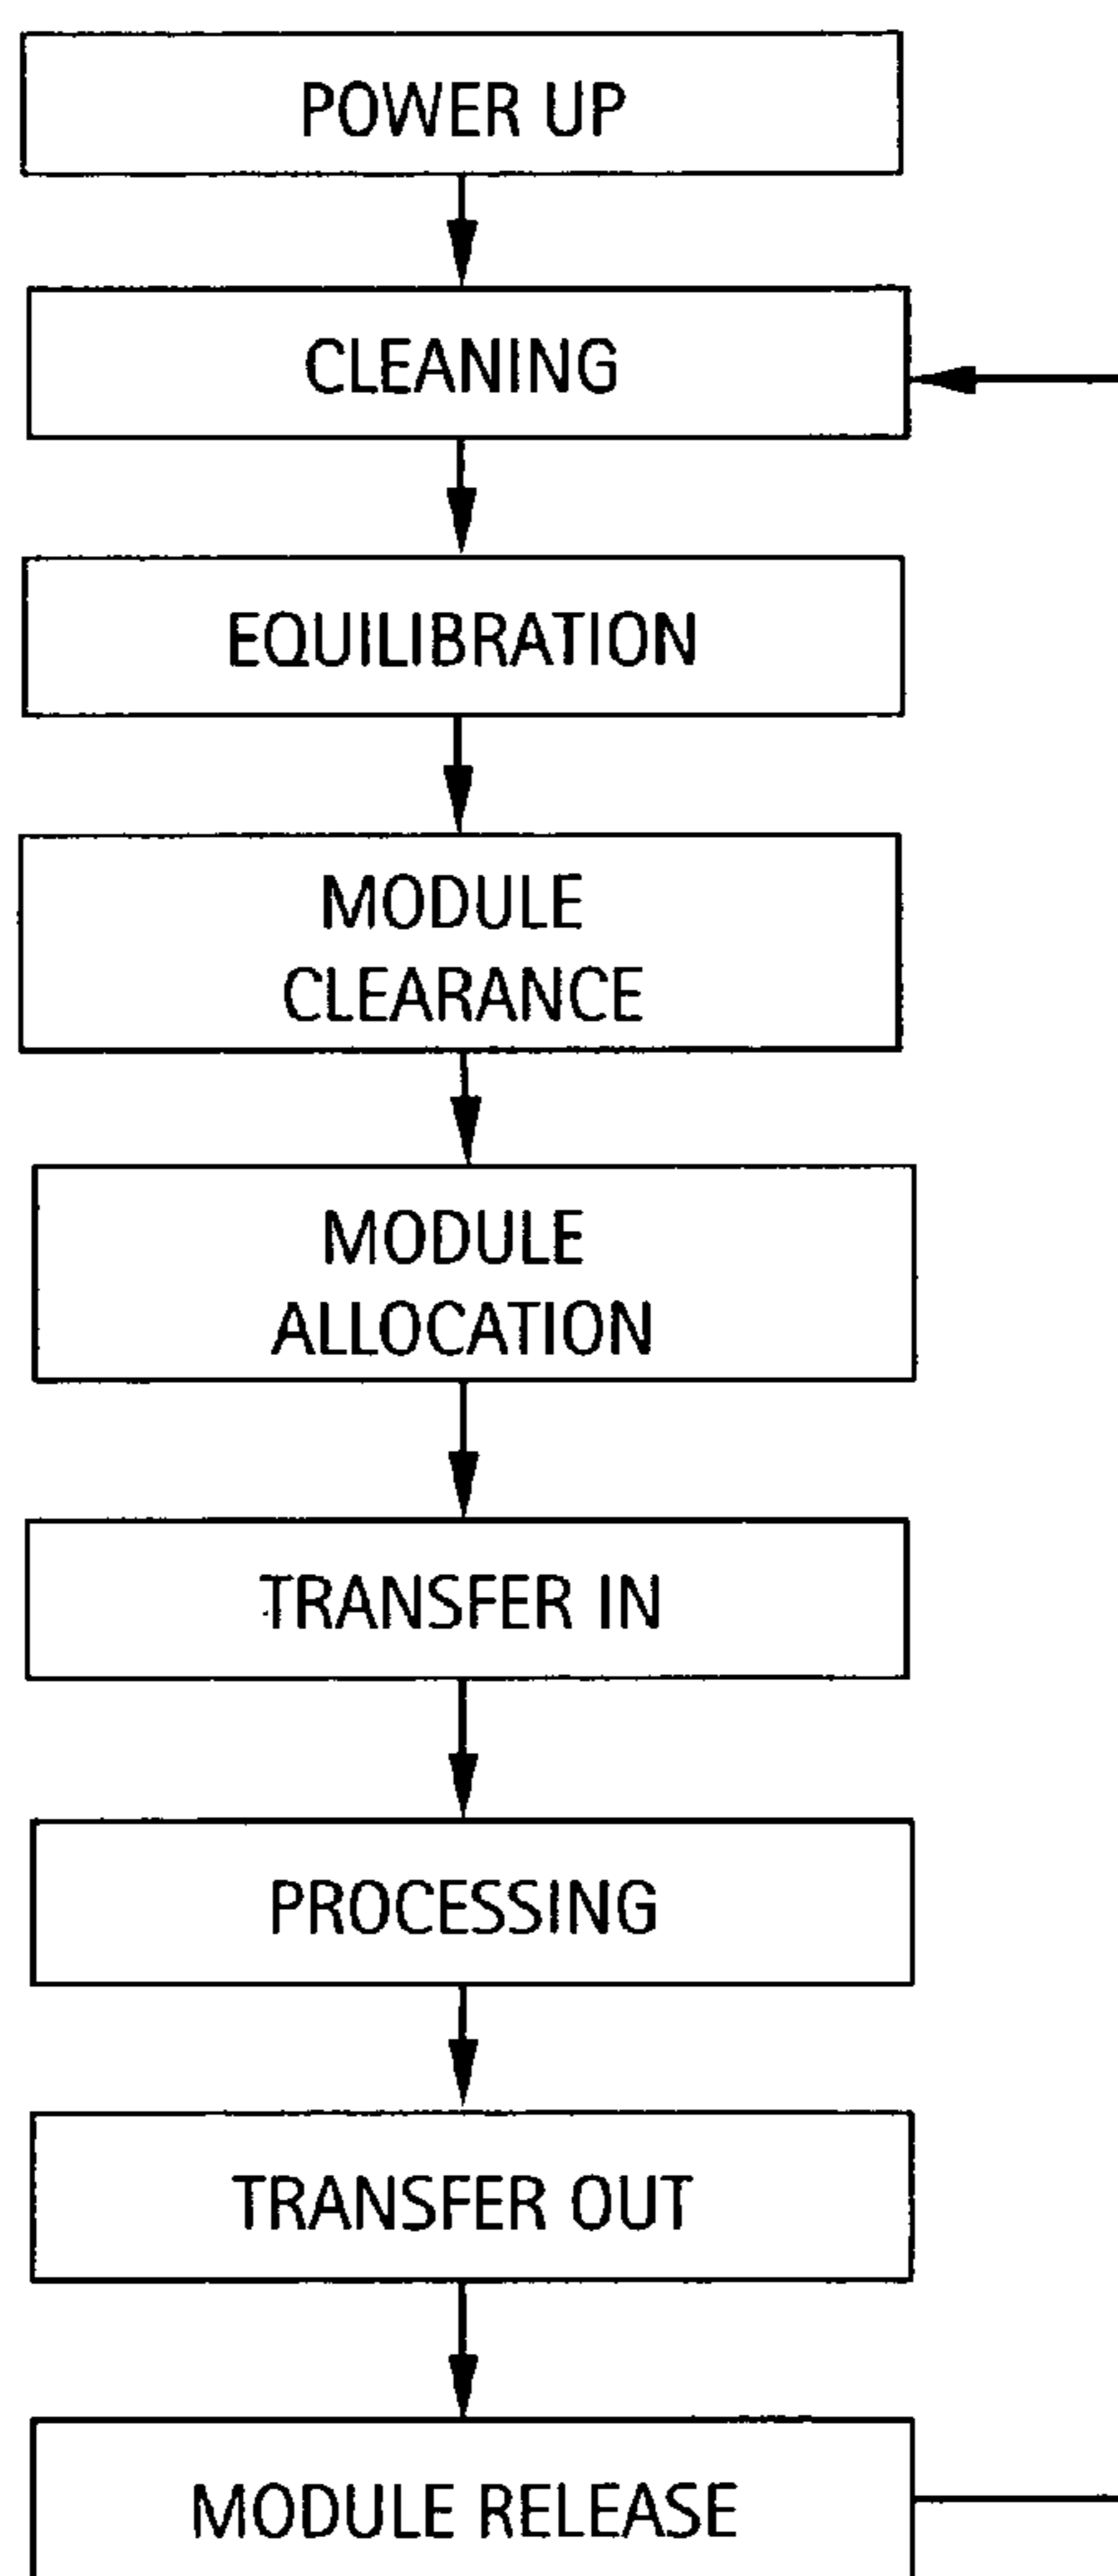 POWER UP
CLEANING
EQUILIBRATION
MODULE
CLEARANCE
MODULE
ALLOCATION
TRANSFER IN
PROCESSING
TRANSFER OUT
MODULE RELEASE